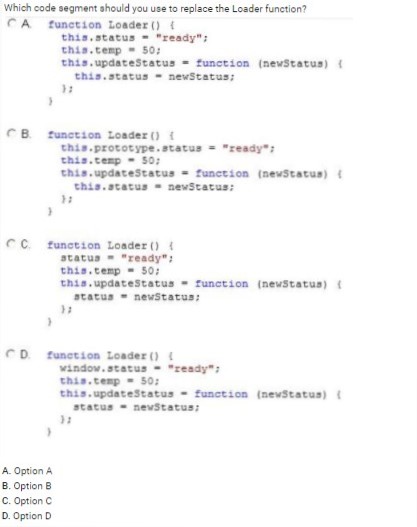 Which code segment should you use to replace the Loader function?
A. function Loader() {
this.status = "ready";
this.temp = 50;
this.updateStatus = function (newStatus) {
this.status = newStatus;
};
}
B. function Loader() {
this.prototype.status = "ready";
this.temp = 50;
this.updateStatus = function (newStatus) {
this.status = newStatus;
};
}
C. function Loader() {
status = "ready";
this.temp = 50;
this.updateStatus = function (newStatus) {
status = newStatus;
};
}
D. function Loader() {
window.status = "ready";
this.temp = 50;
this.updateStatus = function (newStatus) {
status = newStatus;
};
}
A. Option A
B. Option B
C. Option C
D. Option D